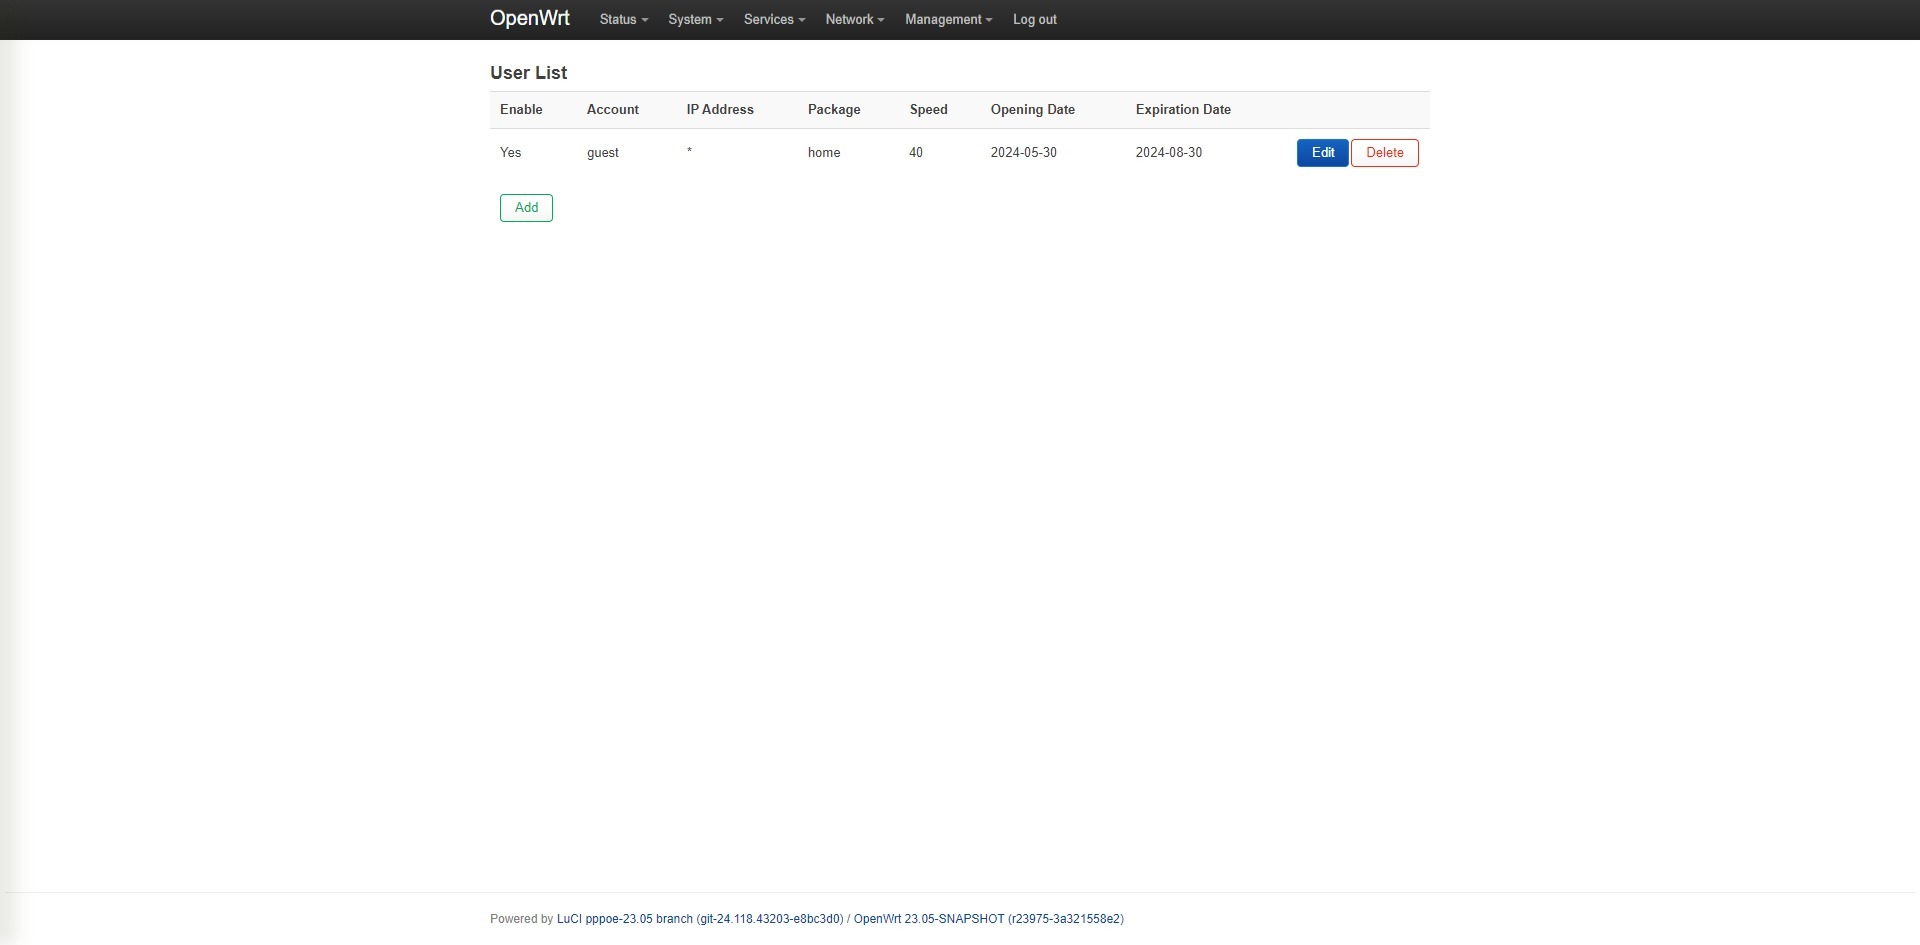 OpenWrt Status System Services Network Management Log out
User List
Enable Account IP Address Package Speed Opening Date Expiration Date
Yes guest * home 40 2024-05-30 2024-08-30 Edit Delete
Add
Powered by LuCI pppoe-23.05 branch (git-24.118.43203-e8bc3d0) / OpenWrt 23.05-SNAPSHOT (r23975-3a321558e2)